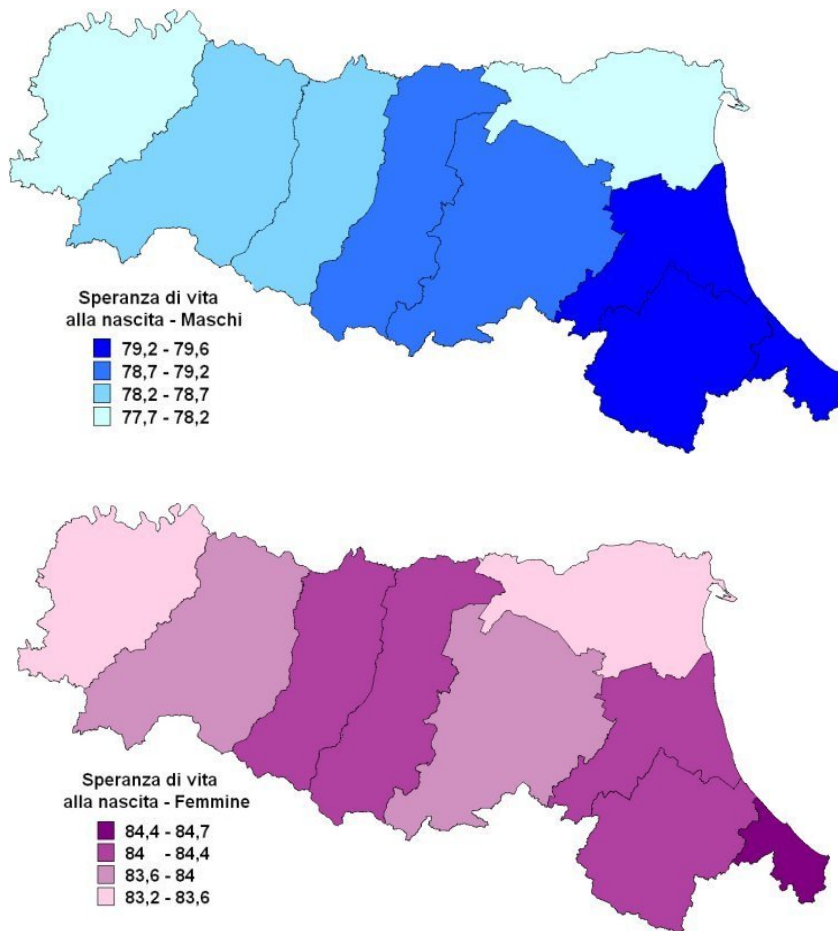 Speranza di vita
alla nascita - Maschi
79,2 - 79,6
78,7 - 79,2
78,2 - 78,7
77,7 - 78,2
Speranza di vita
alla nascita - Femmine
84,4 - 84,7
84 - 84,4
83,6 - 84
83,2 - 83,6